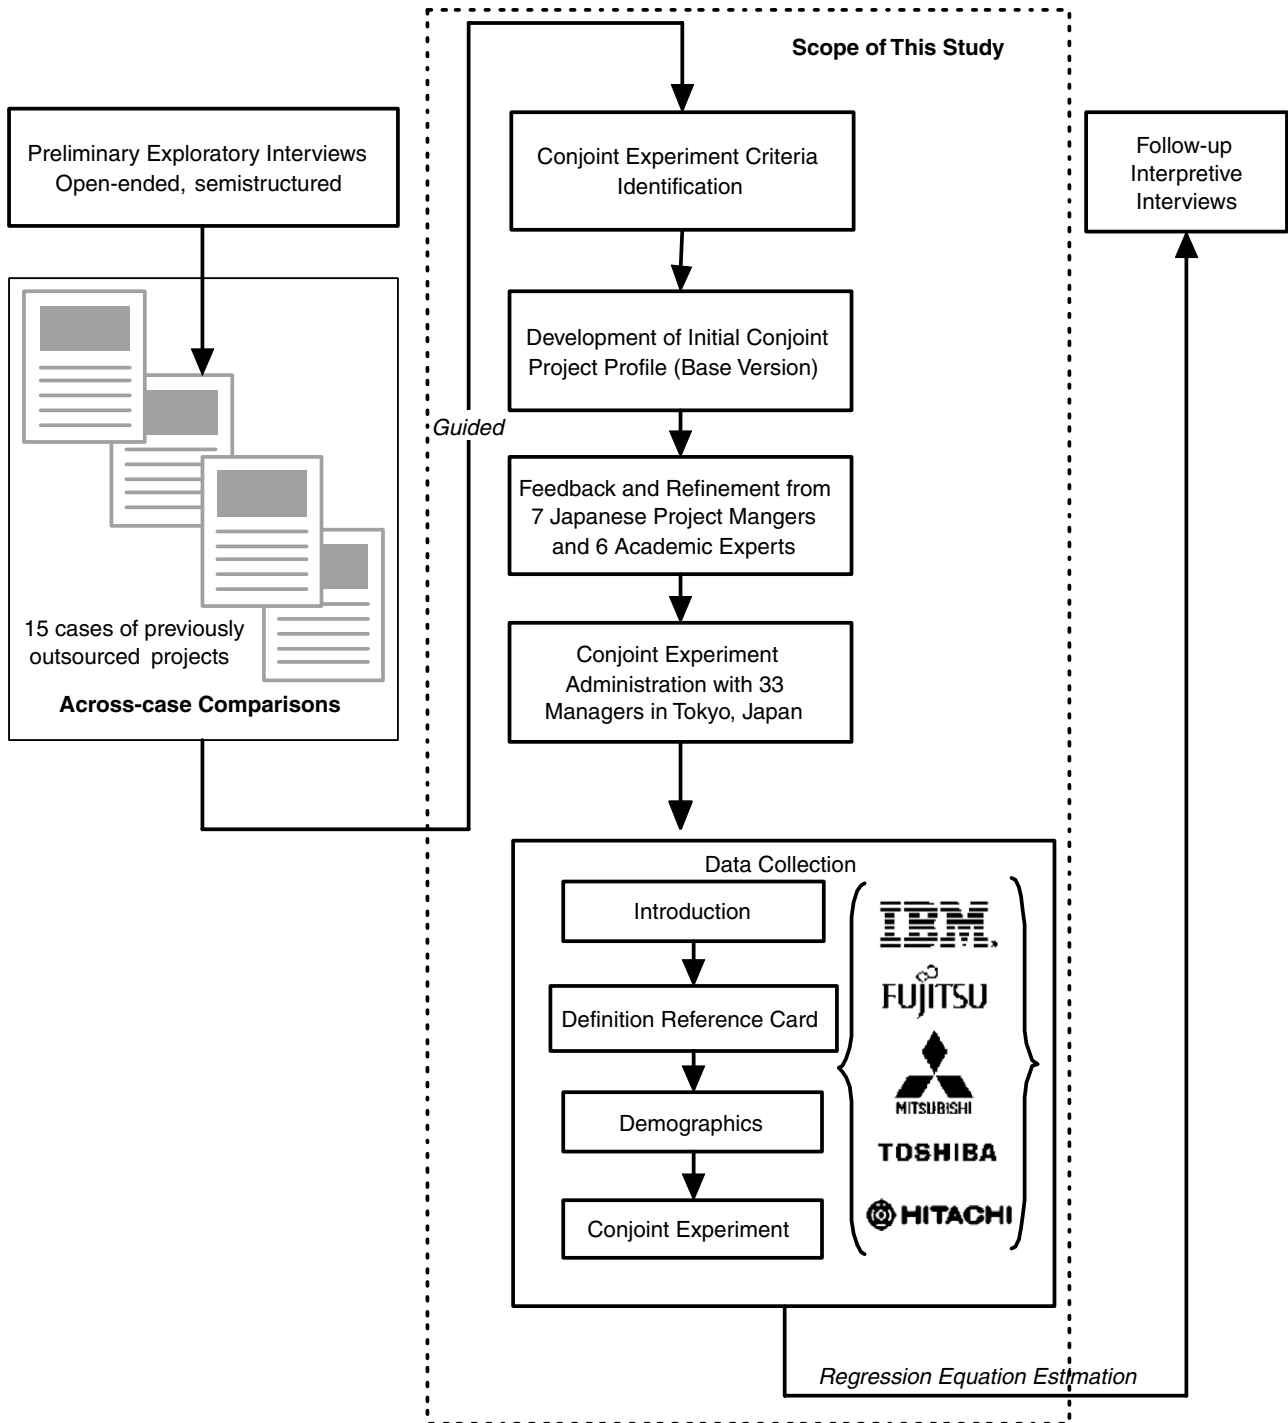 Scope of This Study
Preliminary Exploratory Interviews
Open-ended, semistructured
15 cases of previously
outsourced projects
Across-case Comparisons
Guided
Conjoint Experiment Criteria
Identification
Development of Initial Conjoint
Project Profile (Base Version)
Feedback and Refinement from
7 Japanese Project Mangers
and 6 Academic Experts
Conjoint Experiment
Administration with 33
Managers in Tokyo, Japan
Data Collection
Introduction
Definition Reference Card
Demographics
Conjoint Experiment
IBM.
FUJITSU
MITSUBISHI
TOSHIBA
HITACHI
Regression Equation Estimation
Follow-up
Interpretive
Interviews